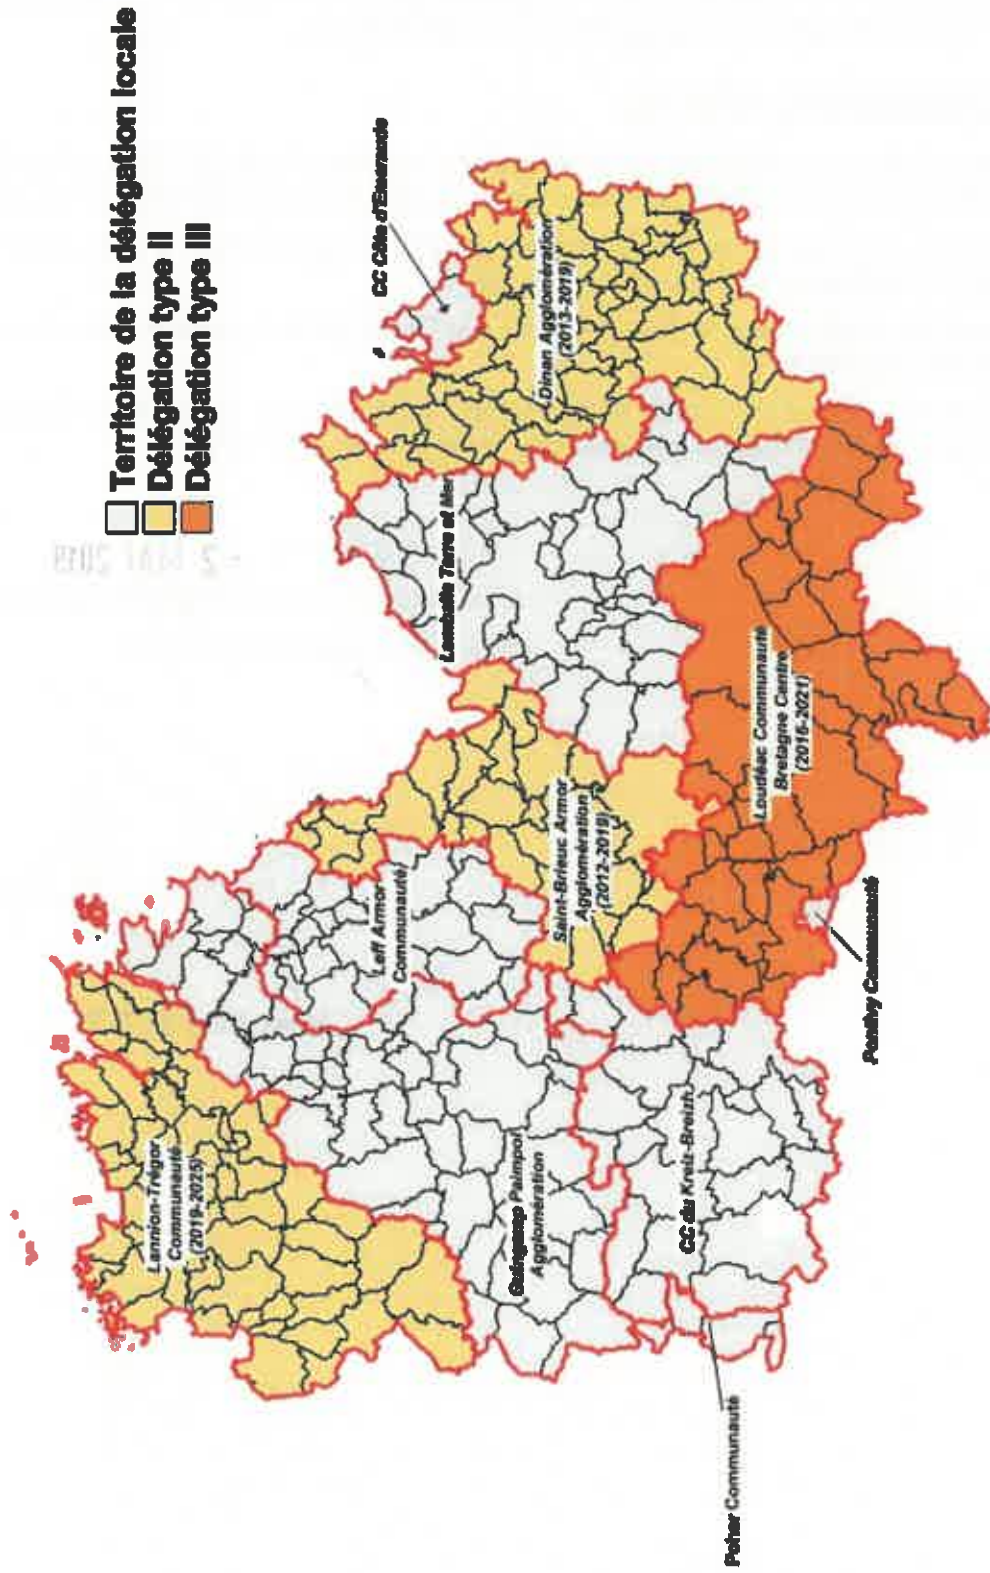 Territoire de la délégation locale
Délégation type II
Délégation type III
CC Côte d'Emeraude
Dinan Agglomération
(2013-2019)
Lamballe Terre et Mer
Saint-Brieuc Armor
Agglomération
(2012-2019)
Loudéac Communauté
Bretagne Centre
(2016-2021)
Leff Armor
Communauté
Pontivy Communauté
Lannion-Trégor
Communauté
(2019-2025)
Guingamp Paimpol
Agglomération
CC du Kreiz-Breizh
Poher Communauté